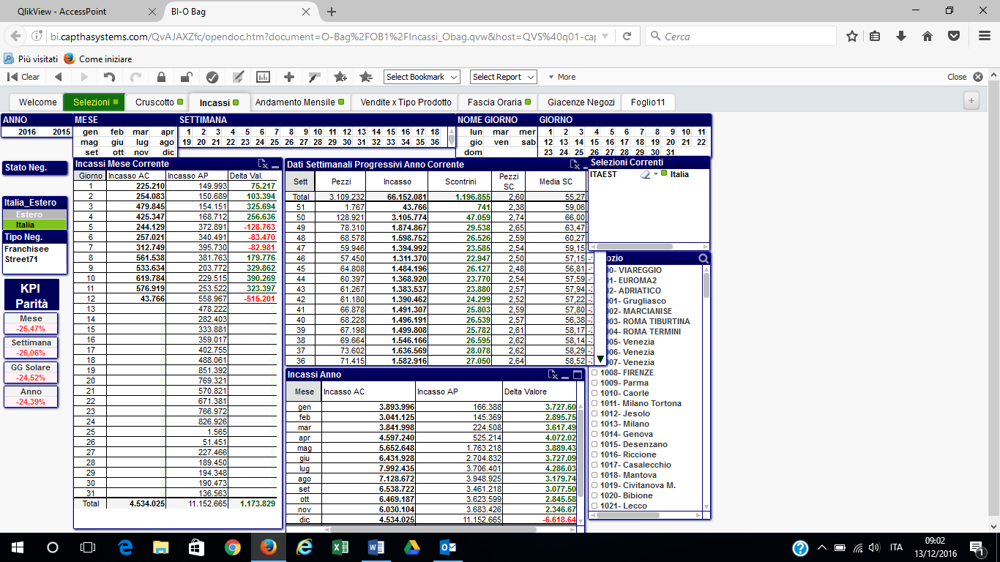 QlikView - AccessPoint
BI-O Bag
bi.capthasystems.com/QvAJAXZfc/opendoc.htm?document=O-Bag%2FOB1%2FIncassi_Obag.qvw&host=QVS%40q01-cap
Cerca
Più visitati Come iniziare
Clear Select Bookmark Select Report More Close
Welcome Selezioni Cruscotto Incassi Andamento Mensile Vendite x Tipo Prodotto Fascia Oraria Giacenze Negozi Foglio11
ANNO MESE SETTIMANA NOME GIORNO GIORNO
2016 2015
gen feb mar apr
mag giu lug ago
set ott nov dic
1 2 3 4 5 6 7 8 9 10 11 12 13 14 15 16 17 18
19 20 21 22 23 24 25 26 27 28 29 30 31 32 33 34 35 36
lun mar mer
gio ven sab
dom
1 2 3 4 5 6 7 8 9 10 11
12 13 14 15 16 17 18 19 20 21 22
23 24 25 26 27 28 29 30 31
Stato Neg.
Italia_Estero
Estero
Italia
Tipo Neg.
Franchisee
Street71
KPI
Parità
Mese
-25,47%
Settimana
-26,06%
GG Solare
-24,52%
Anno
-24,39%
Incassi Mese Corrente
Giorno Incasso AC Incasso AP Delta Val.
1 225.210 149.993 75.217
2 254.083 150.689 103.394
3 479.845 154.151 325.694
4 425.347 168.712 256.636
5 244.129 372.891 -128.763
6 257.021 340.491 -83.470
7 312.749 395.730 -82.981
8 561.538 381.763 179.776
9 533.634 203.772 329.862
10 619.784 229.515 390.269
11 576.919 253.522 323.397
12 43.766 558.967 -515.201
13 0 478.222 0
14 0 282.403 0
15 0 333.881 0
16 0 359.017 0
17 0 402.755 0
18 0 488.061 0
19 0 851.392 0
20 0 769.321 0
21 0 570.821 0
22 0 671.381 0
23 0 766.972 0
24 0 826.926 0
25 0 1.565 0
26 0 51.451 0
27 0 227.466 0
28 0 189.450 0
29 0 194.348 0
30 0 190.473 0
31 0 136.563 0
Total 4.534.025 11.152.665 1.173.829
Dati Settimanali Progressivi Anno Corrente
Sett Pezzi Incasso Scontrini Pezzi SC Media SC
Total 3.109.232 66.152.081 1.196.855 2,60 55,27
51 1.767 43.766 741 2,38 59,06
50 128.921 3.105.774 47.059 2,74 66,00
49 78.310 1.874.867 29.538 2,65 63,47
48 68.578 1.598.752 26.526 2,59 60,27
47 59.946 1.394.992 23.585 2,54 59,15
46 57.450 1.311.370 22.947 2,50 57,15
45 64.808 1.484.196 26.127 2,48 56,81
44 60.397 1.368.920 23.770 2,54 57,59
43 61.267 1.383.537 23.880 2,57 57,94
42 61.180 1.390.462 24.299 2,52 57,22
41 66.878 1.491.307 25.803 2,59 57,80
40 68.228 1.496.191 26.539 2,57 56,38
39 67.198 1.499.808 25.782 2,61 58,17
38 69.664 1.546.166 26.595 2,62 58,14
37 73.602 1.636.569 28.078 2,62 58,29
36 71.415 1.582.916 27.050 2,64 58,52
Incassi Anno
Mese Incasso AC Incasso AP Delta Valore
gen 3.893.996 166.388 3.727.60
feb 3.041.125 145.369 2.895.75
mar 3.841.998 224.508 3.617.49
apr 4.597.240 525.214 4.072.02
mag 5.652.648 1.763.218 3.889.43
giu 6.431.928 2.704.832 3.727.09
lug 7.992.435 3.706.401 4.286.03
ago 7.128.672 3.948.925 3.179.74
set 6.538.722 3.461.218 3.077.50
ott 6.469.187 3.623.599 2.845.58
nov 6.030.104 3.683.426 2.346.67
dic 4.534.025 11.152.665 -6.618.64
Selezioni Correnti
ITAEST Italia
ozio
00- VIAREGGIO
01- EUROMA2
02- ADRIATICO
001- Grugliasco
002- MARCIANISE
003- ROMA TIBURTINA
004- ROMA TERMINI
005- Venezia
006- Venezia
007- Venezia
1008- FIRENZE
1009- Parma
1010- Caorle
1011- Milano Tortona
1012- Jesolo
1013- Milano
1014- Genova
1015- Desenzano
1016- Riccione
1017- Casalecchio
1018- Mantova
1019- Civitanova M.
1020- Bibione
1021- Lecco
ITA
09:02
13/12/2016
1